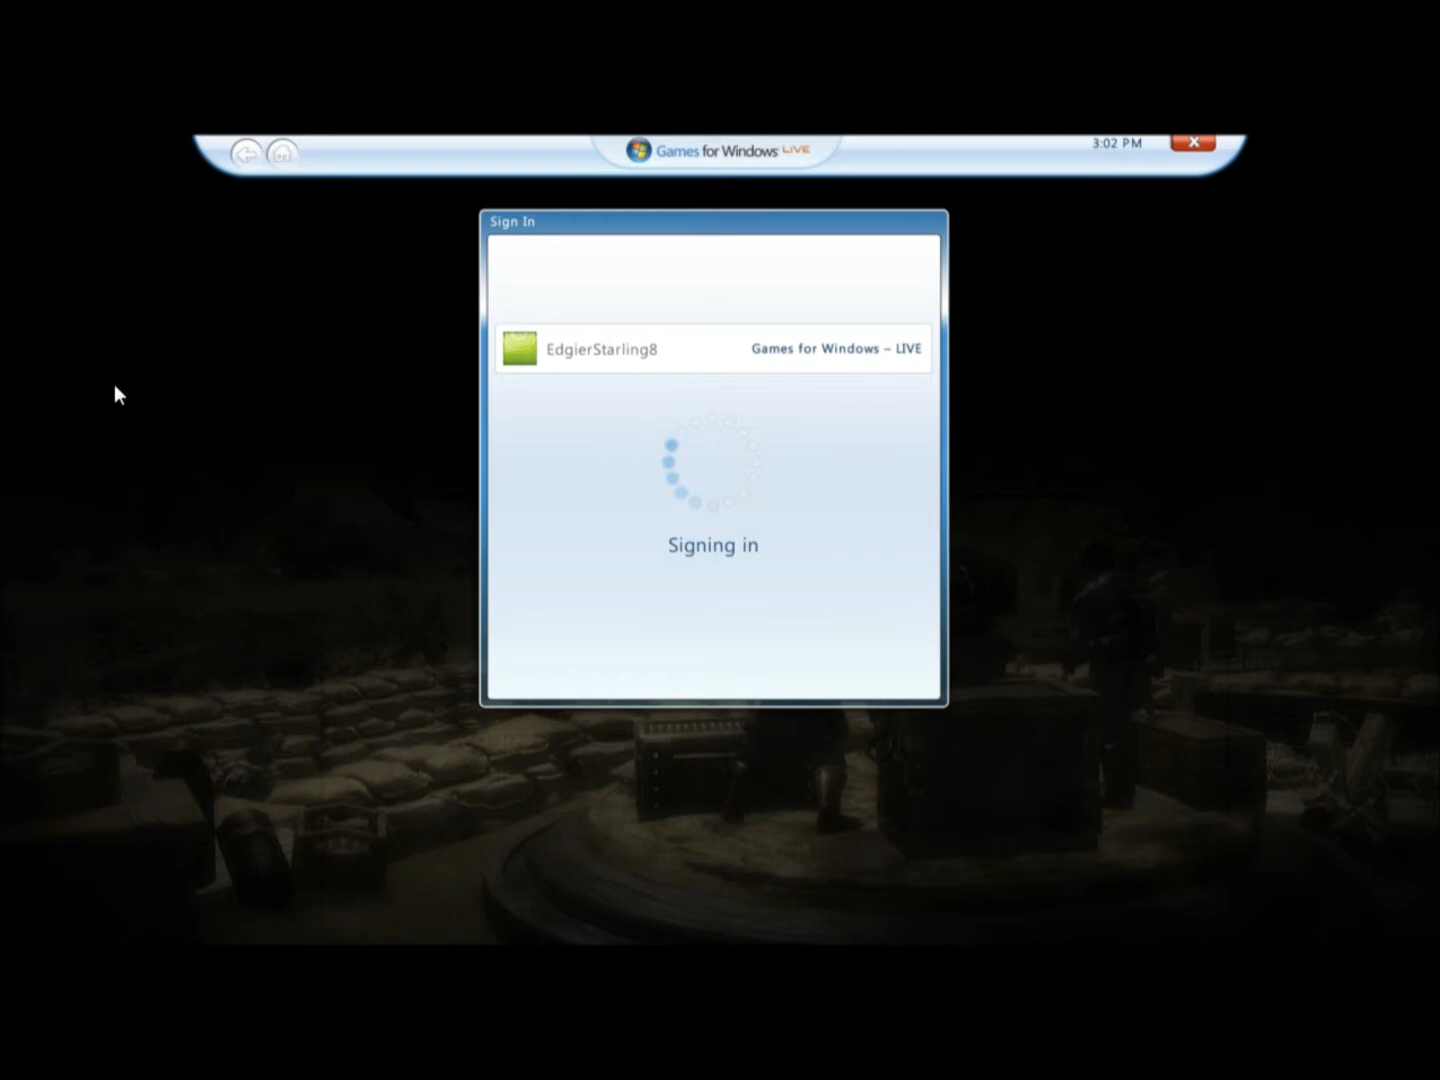 Games for Windows LIVE
3:02 PM
Sign In
EdgierStarling8
Games for Windows – LIVE
Signing in